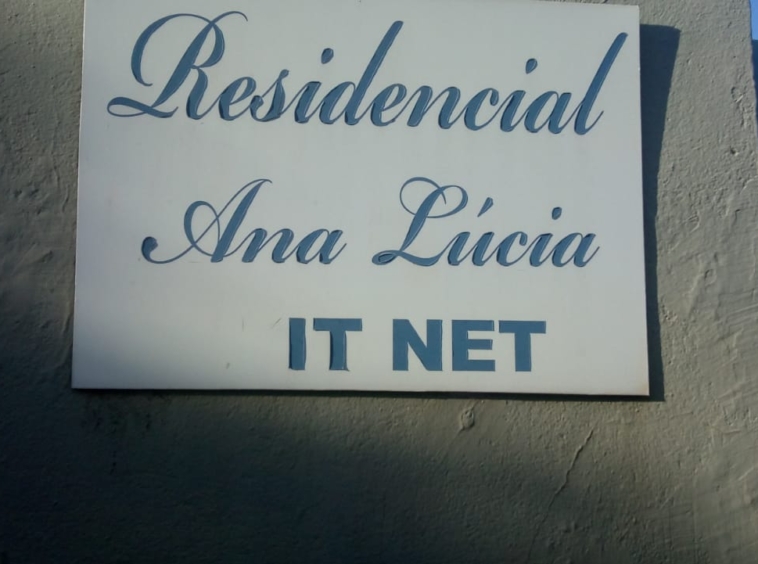 Residencial
Ana Lúcia
IT NET